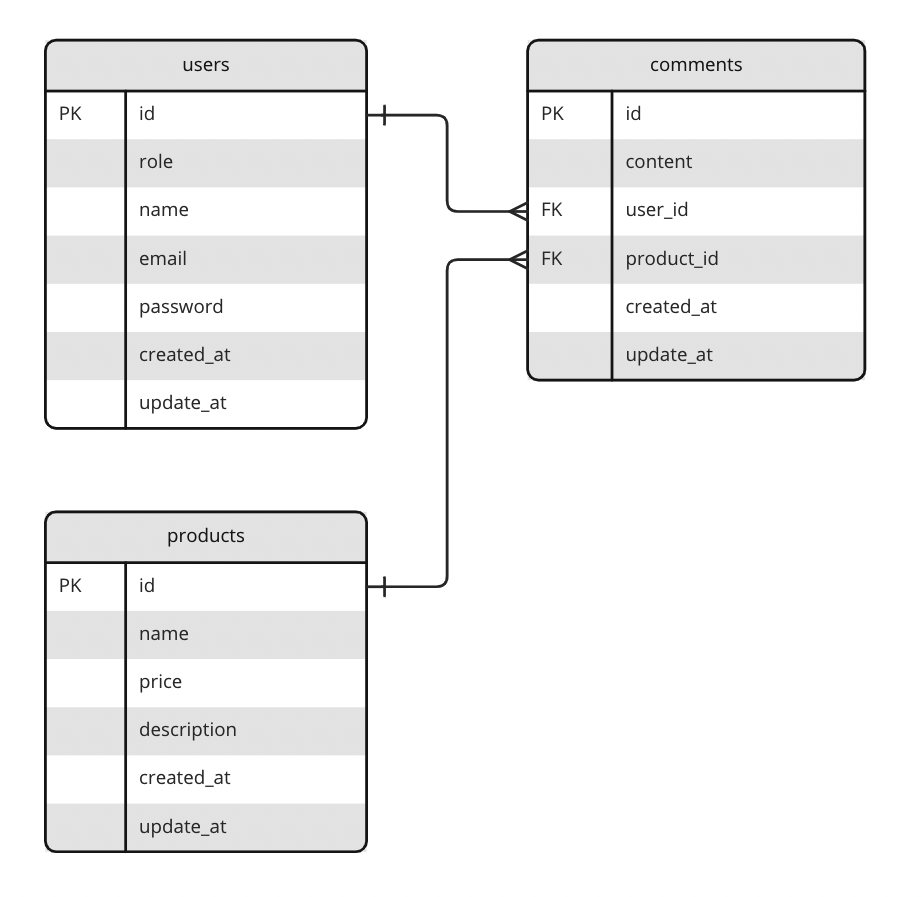 users
PK id
role
name
email
password
created_at
update_at
comments
PK id
content
FK user_id
FK product_id
created_at
update_at
products
PK id
name
price
description
created_at
update_at